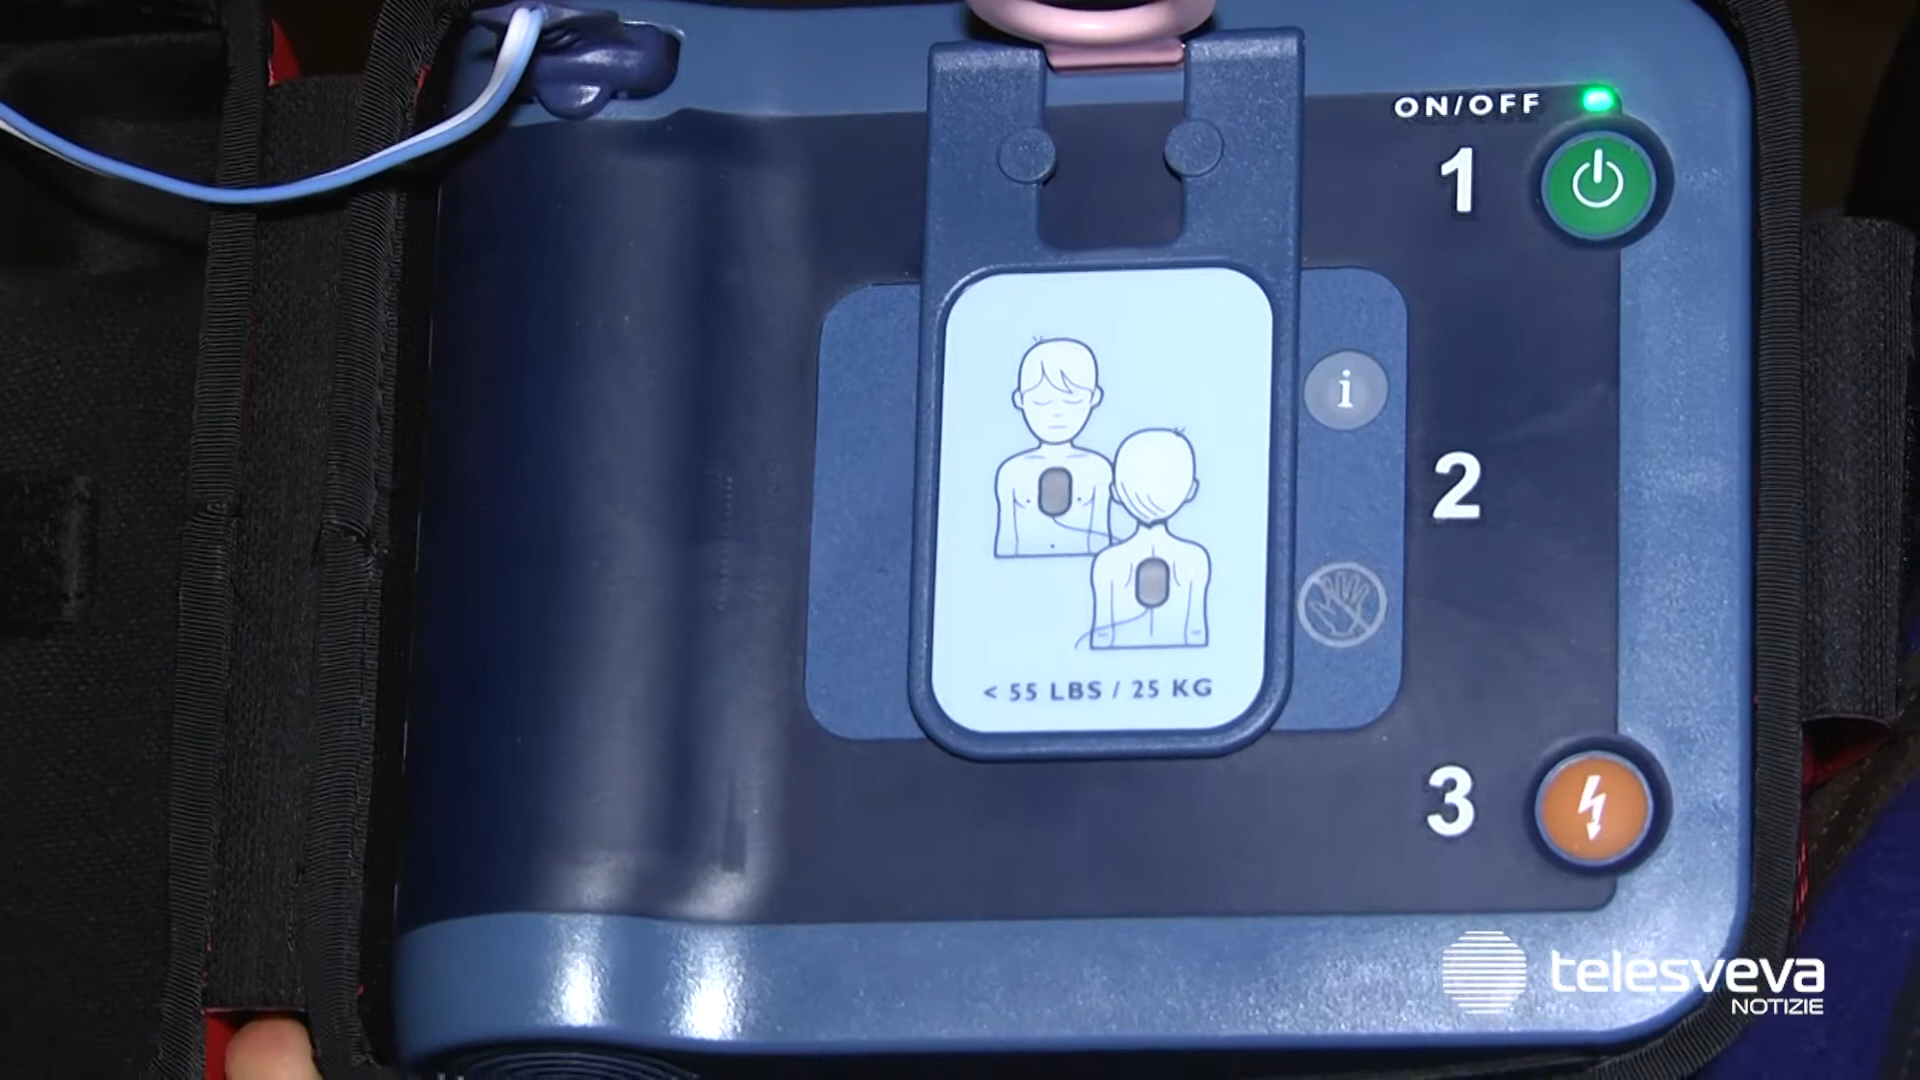 ON/OFF
1
i
2
< 55 LBS / 25 KG
3
telesveva
NOTIZIE